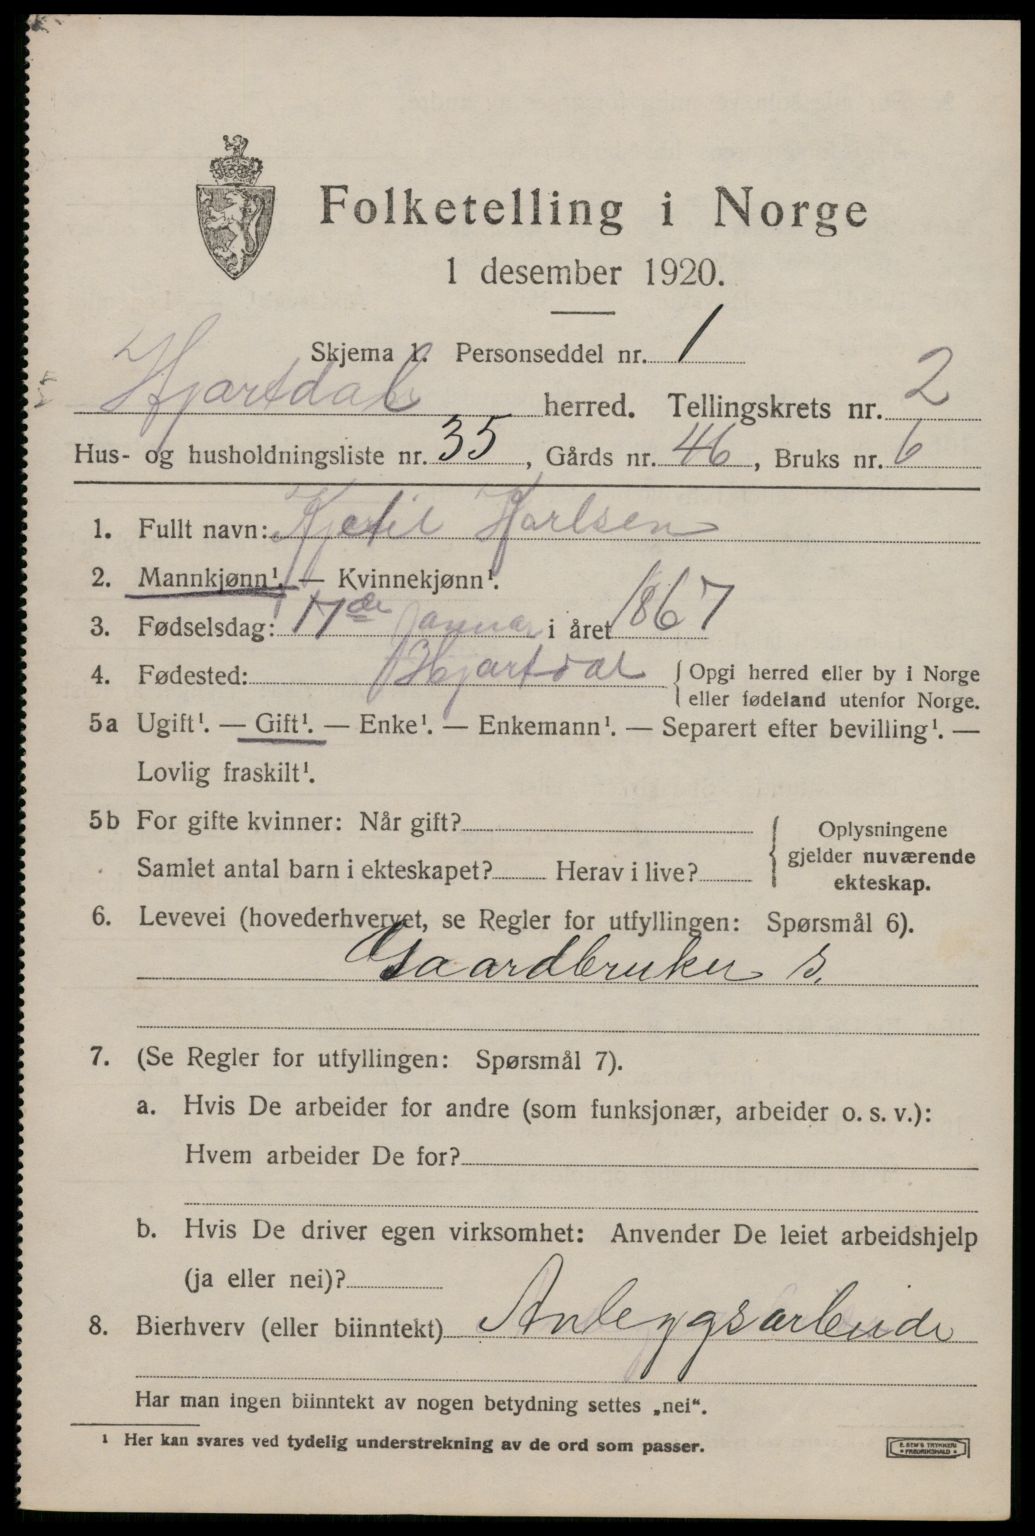 Folketelling i Norge
1 desember 1920.
Skjema 1. Personseddel nr. 1
Hjartdal herred. Tellingskrets nr. 2
Hus- og husholdningsliste nr. 35, Gårds nr. 46, Bruks nr. 6
1. Fullt navn: Kjetil Karlsen
2. Mannkjønn¹. — Kvinnekjønn¹.
3. Fødselsdag: 17de Januar i året 1867
4. Fødested: Hjartdal { Opgi herred eller by i Norge
eller fødeland utenfor Norge.
5a Ugift¹. — Gift¹. — Enke¹. — Enkemann¹. — Separert efter bevilling¹. —
Lovlig fraskilt¹.
5b For gifte kvinner: Når gift?
Samlet antal barn i ekteskapet? Herav i live?
Oplysningene
gjelder nuværende
ekteskap.
6. Levevei (hovederhvervet, se Regler for utfyllingen: Spørsmål 6).
Gaardbruker s.
7. (Se Regler for utfyllingen: Spørsmål 7).
a. Hvis De arbeider for andre (som funksjonær, arbeider o. s. v.):
Hvem arbeider De for?
b. Hvis De driver egen virksomhet: Anvender De leiet arbeidshjelp
(ja eller nei)?
8. Bierhverv (eller biinntekt) Anleggsarbeide
Har man ingen biinntekt av nogen betydning settes „nei“.
¹ Her kan svares ved tydelig understrekning av de ord som passer.
E. SEM'S TRYKKERI
FREDRIKSHALD